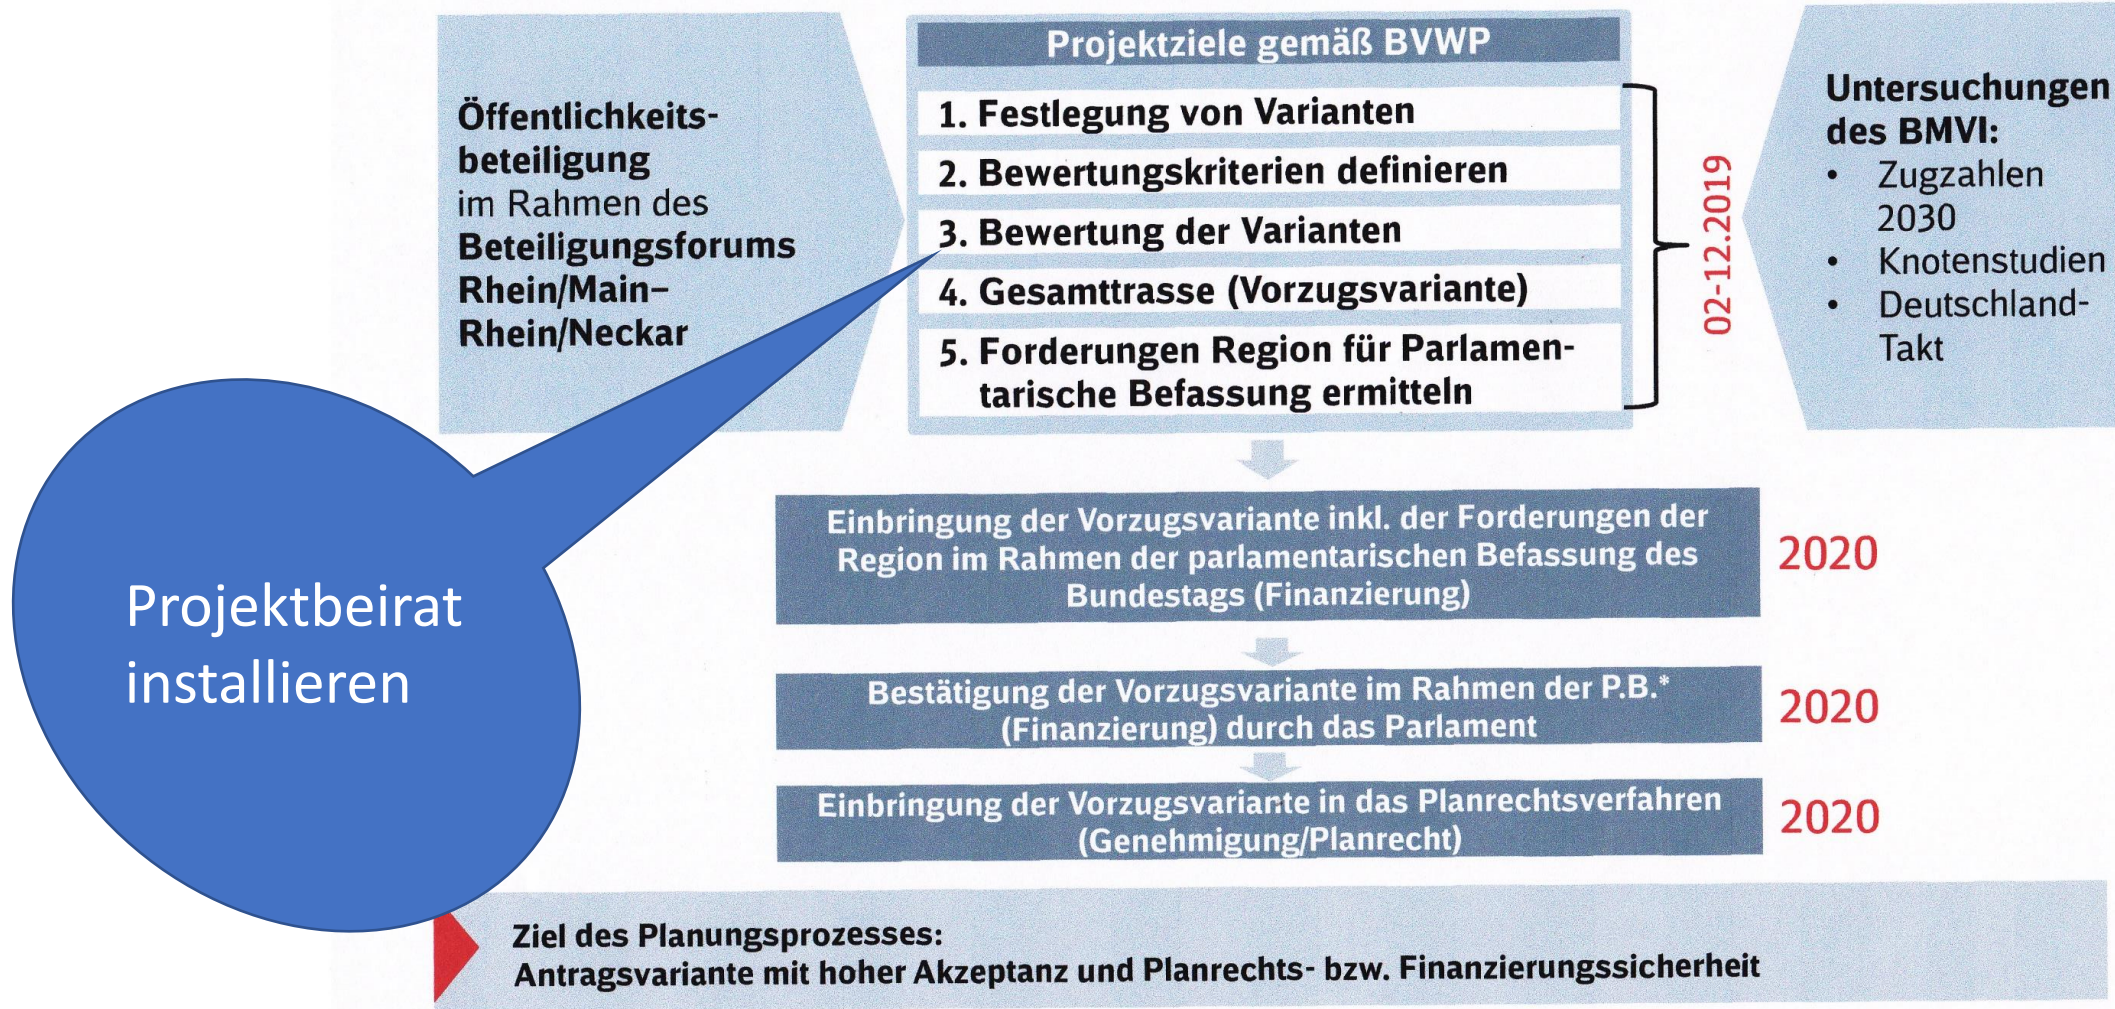 Öffentlichkeits-
beteiligung
im Rahmen des
Beteiligungsforums
Rhein/Main–
Rhein/Neckar
Projektziele gemäß BVWP
1. Festlegung von Varianten
2. Bewertungskriterien definieren
3. Bewertung der Varianten
4. Gesamttrasse (Vorzugsvariante)
5. Forderungen Region für Parlamen-
tarische Befassung ermitteln
02-12.2019
Untersuchungen
des BMVI:
• Zugzahlen
2030
• Knotenstudien
• Deutschland-
Takt
Projektbeirat
installieren
Einbringung der Vorzugsvariante inkl. der Forderungen der
Region im Rahmen der parlamentarischen Befassung des
Bundestags (Finanzierung)
2020
Bestätigung der Vorzugsvariante im Rahmen der P.B.*
(Finanzierung) durch das Parlament
2020
Einbringung der Vorzugsvariante in das Planrechtsverfahren
(Genehmigung/Planrecht)
2020
Ziel des Planungsprozesses:
Antragsvariante mit hoher Akzeptanz und Planrechts- bzw. Finanzierungssicherheit